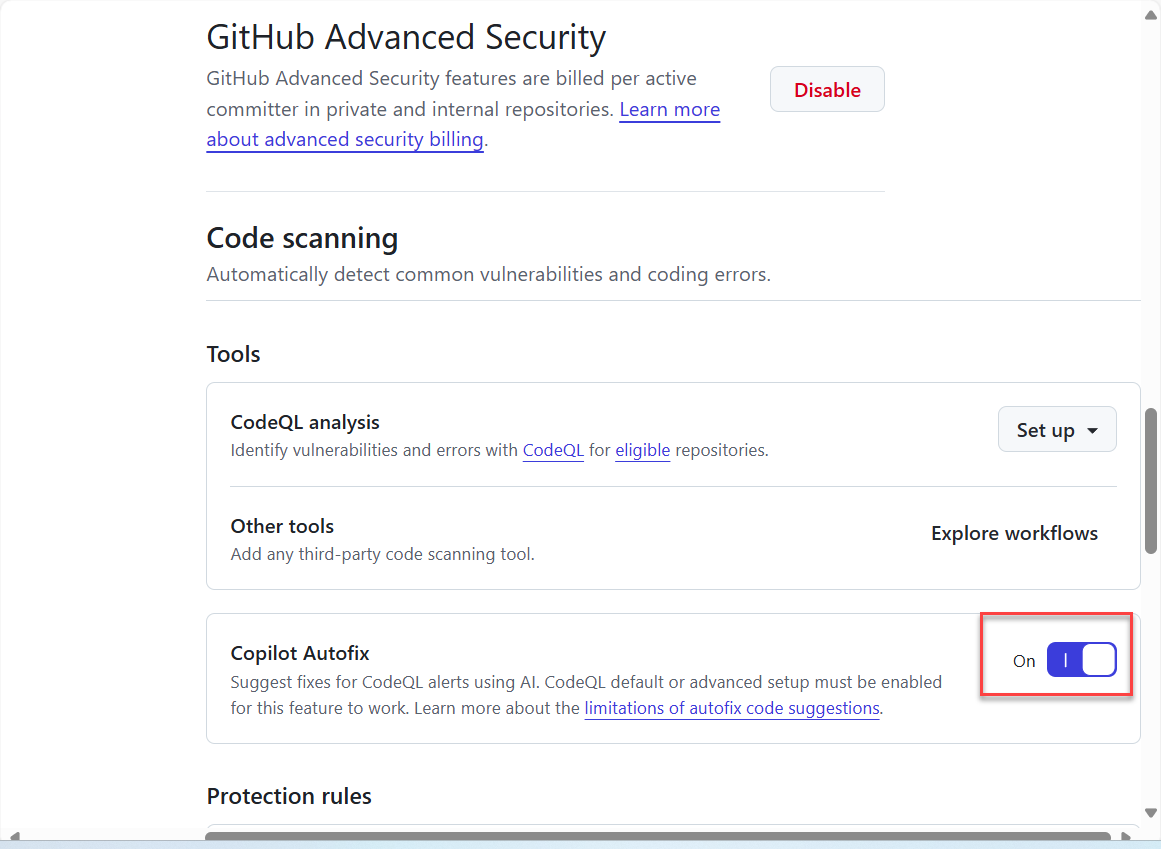 GitHub Advanced Security
GitHub Advanced Security features are billed per active
committer in private and internal repositories. Learn more
about advanced security billing.
Disable
Code scanning
Automatically detect common vulnerabilities and coding errors.
Tools
CodeQL analysis
Identify vulnerabilities and errors with CodeQL for eligible repositories.
Set up
Other tools
Add any third-party code scanning tool.
Explore workflows
Copilot Autofix
Suggest fixes for CodeQL alerts using AI. CodeQL default or advanced setup must be enabled
for this feature to work. Learn more about the limitations of autofix code suggestions.
On
Protection rules